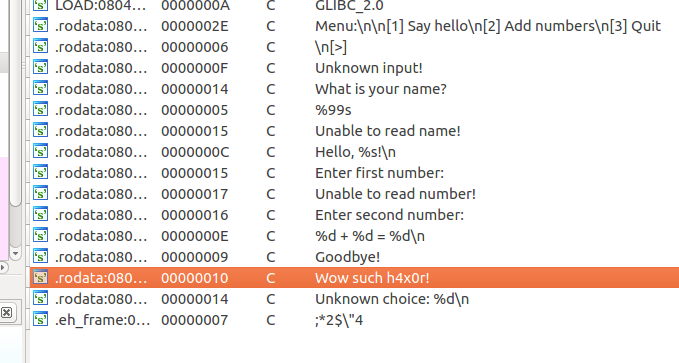 LOAD:0804... 0000000A C GLIBC_2.0
.rodata:080... 0000002E C Menu:\n\n[1] Say hello\n[2] Add numbers\n[3] Quit
.rodata:080... 00000006 C \n[>]
.rodata:080... 0000000F C Unknown input!
.rodata:080... 00000014 C What is your name?
.rodata:080... 00000005 C %99s
.rodata:080... 00000015 C Unable to read name!
.rodata:080... 0000000C C Hello, %s!\n
.rodata:080... 00000015 C Enter first number:
.rodata:080... 00000017 C Unable to read number!
.rodata:080... 00000016 C Enter second number:
.rodata:080... 0000000E C %d + %d = %d\n
.rodata:080... 00000009 C Goodbye!
.rodata:080... 00000010 C Wow such h4x0r!
.rodata:080... 00000014 C Unknown choice: %d\n
.eh_frame:0... 00000007 C ;*2$\"4